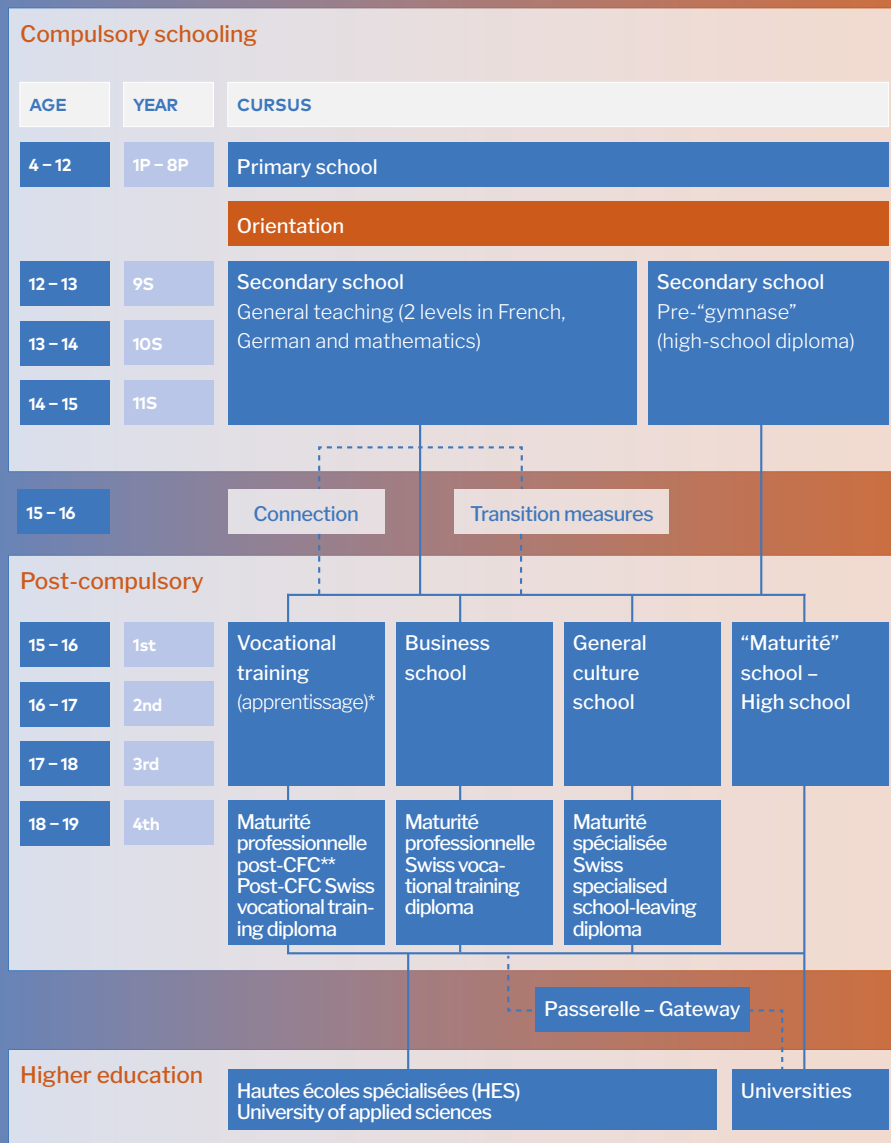 Compulsory schooling
AGE YEAR CURSUS
4 – 12 1P – 8P Primary school
Orientation
12 – 13 9S
13 – 14 10S
14 – 15 11S
Secondary school
General teaching (2 levels in French,
German and mathematics)
Secondary school
Pre-“gymnase”
(high-school diploma)
15 – 16 Connection Transition measures
Post-compulsory
15 – 16 1st
16 – 17 2nd
17 – 18 3rd
Vocational
training
(apprentissage)*
Business
school
General
culture
school
“Maturité”
school –
High school
18 – 19 4th
Maturité
professionnelle
post-CFC**
Post-CFC Swiss
vocational train-
ing diploma
Maturité
professionnelle
Swiss voca-
tional training
diploma
Maturité
spécialisée
Swiss
specialised
school-leaving
diploma
Passerelle – Gateway
Higher education
Hautes écoles spécialisées (HES)
University of applied sciences
Universities